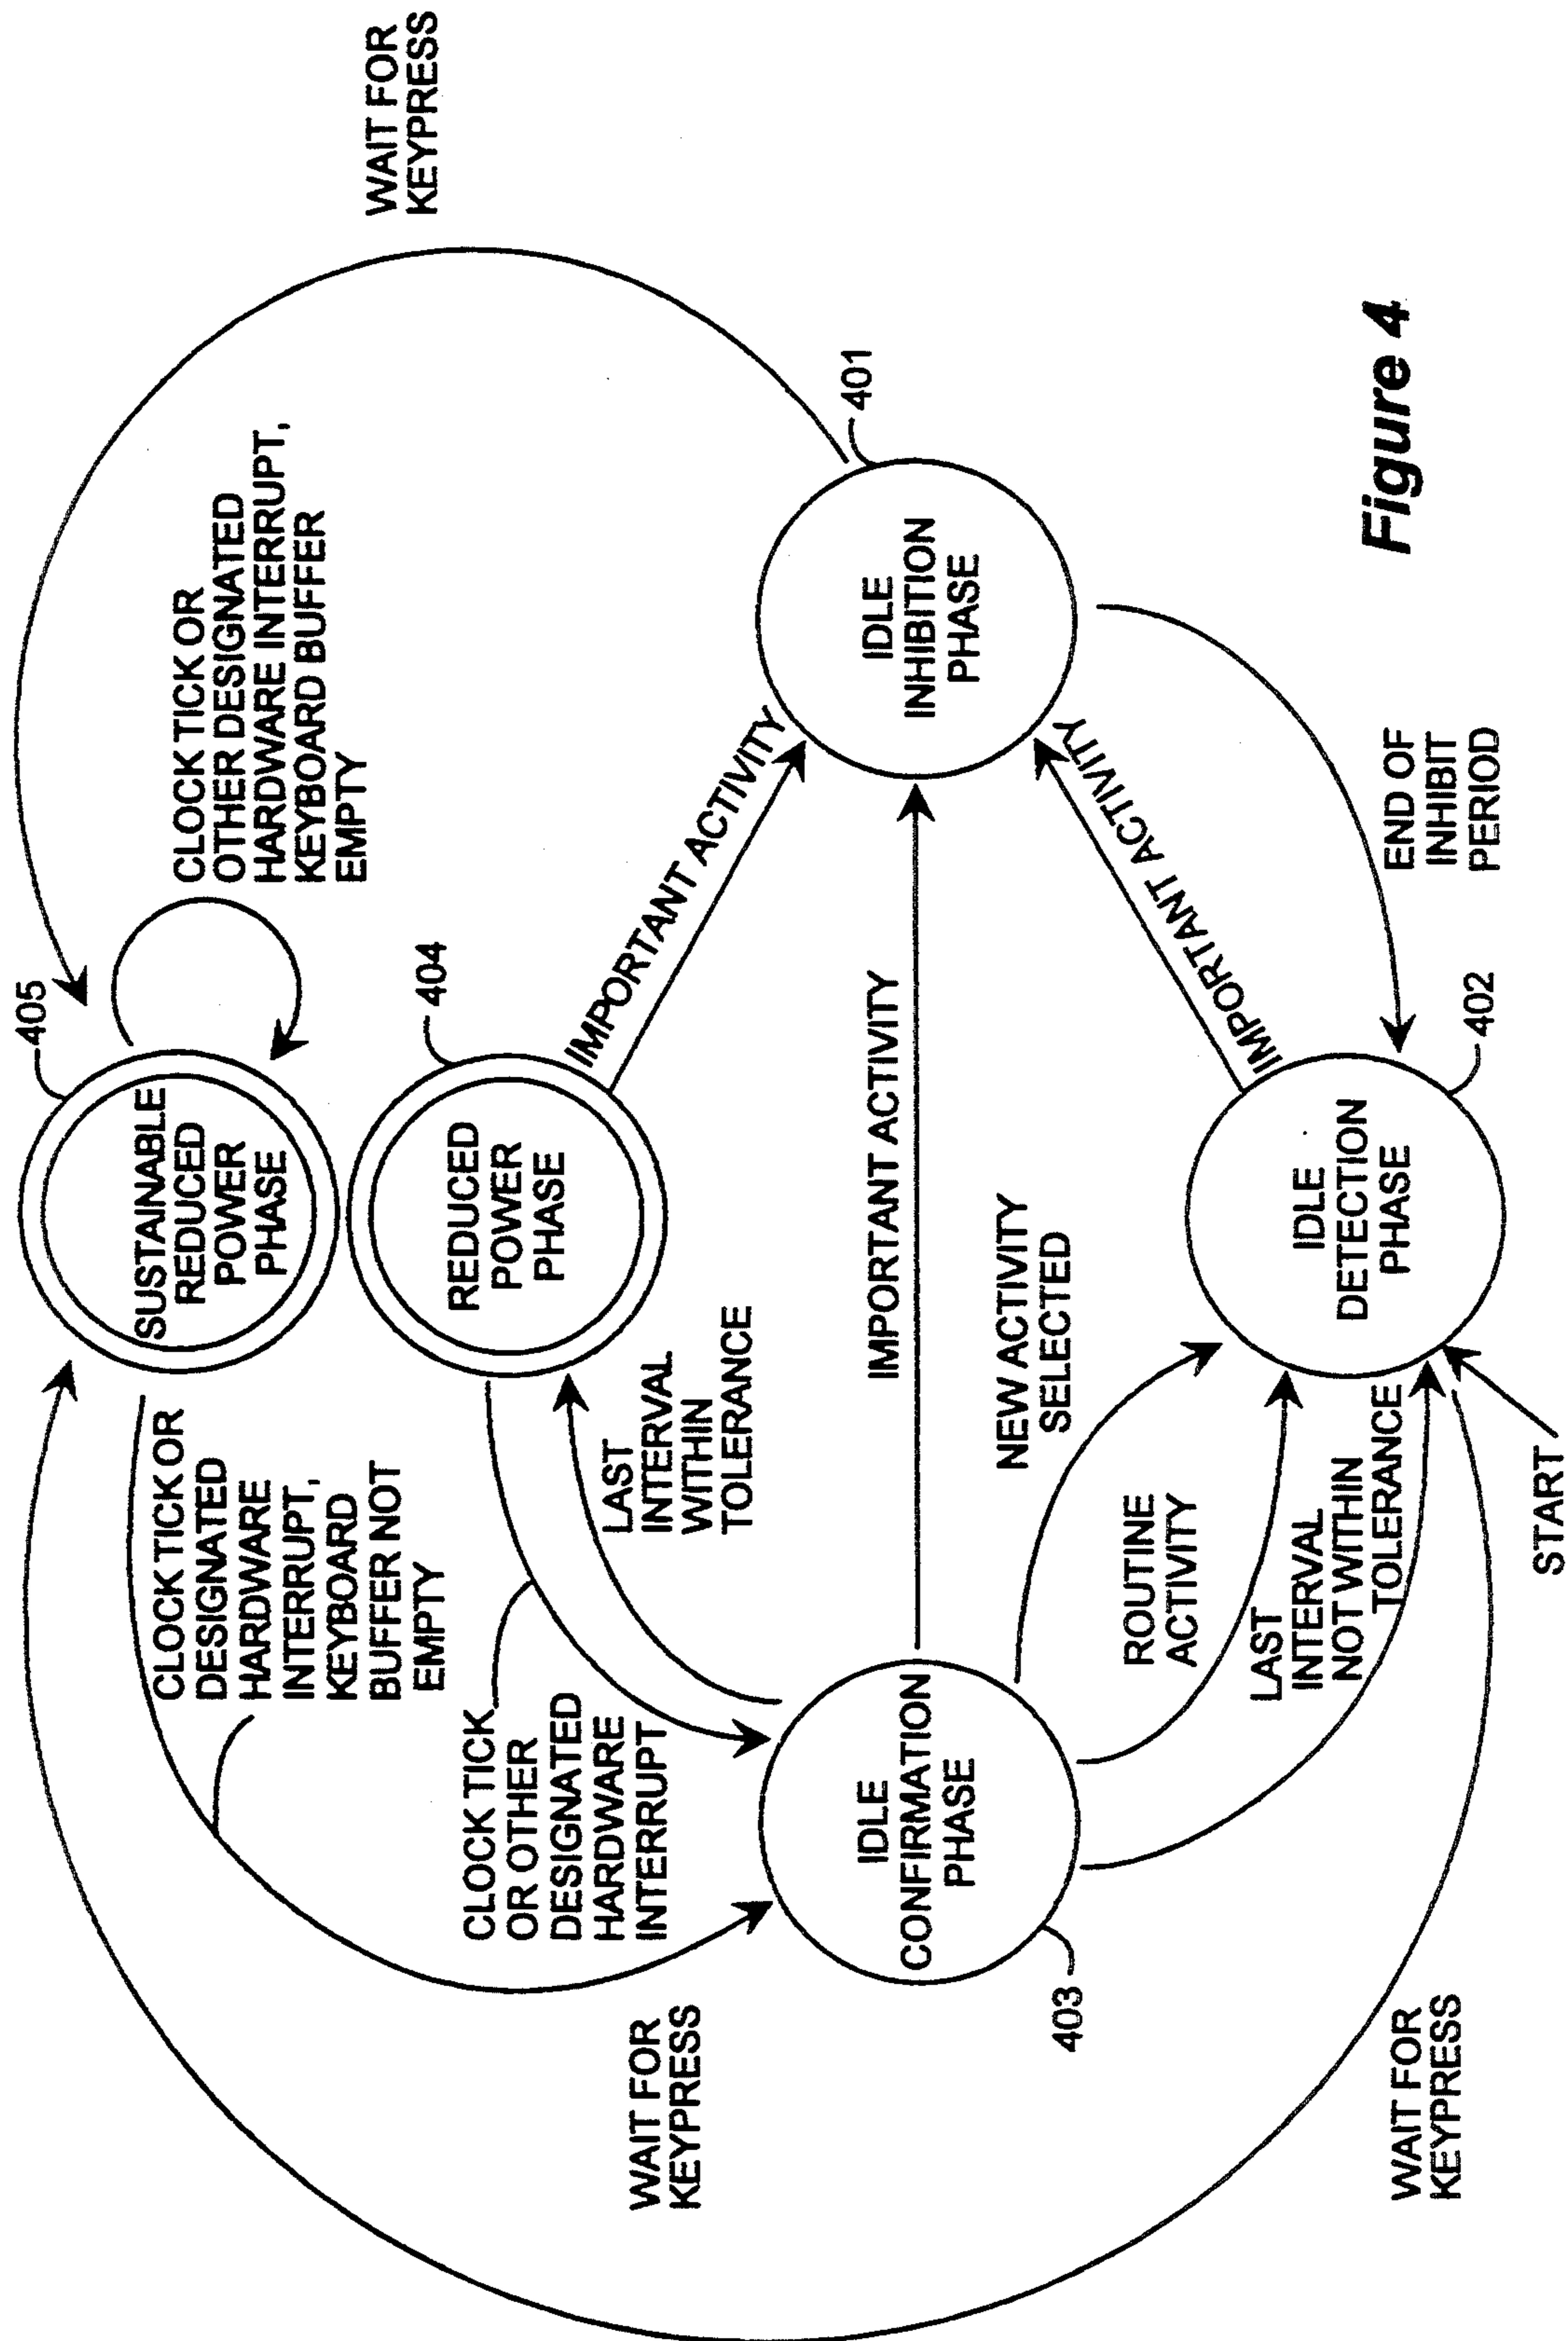 405
SUSTAINABLE
REDUCED
POWER
PHASE
CLOCK TICK OR
OTHER DESIGNATED
HARDWARE INTERRUPT,
KEYBOARD BUFFER
EMPTY
WAIT FOR
KEYPRESS
CLOCK TICK OR
DESIGNATED
HARDWARE
INTERRUPT,
KEYBOARD
BUFFER NOT
EMPTY
404
REDUCED
POWER
PHASE
IMPORTANT ACTIVITY
CLOCK TICK
OR OTHER
DESIGNATED
HARDWARE
INTERRUPT
LAST
INTERVAL
WITHIN
TOLERANCE
WAIT FOR
KEYPRESS
IDLE
CONFIRMATION
PHASE
403
IMPORTANT ACTIVITY
401
IDLE
INHIBITION
PHASE
NEW ACTIVITY
SELECTED
ROUTINE
ACTIVITY
LAST
INTERVAL
NOT WITHIN
TOLERANCE
IMPORTANT ACTIVITY
IDLE
DETECTION
PHASE
402
END OF
INHIBIT
PERIOD
WAIT FOR
KEYPRESS
START
Figure 4